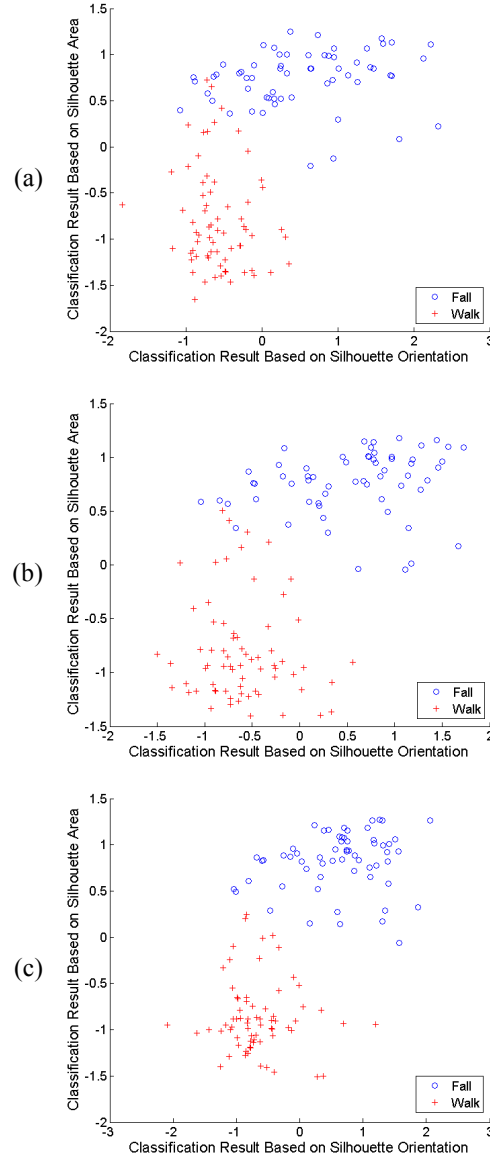 (a)
Classification Result Based on Silhouette Area
1.5
1
0.5
0
-0.5
-1
-1.5
-2
-2 -1 0 1 2 3
Classification Result Based on Silhouette Orientation
Fall
Walk
(b)
Classification Result Based on Silhouette Area
1.5
1
0.5
0
-0.5
-1
-1.5
-2 -1.5 -1 -0.5 0 0.5 1 1.5 2
Classification Result Based on Silhouette Orientation
Fall
Walk
(c)
Classification Result Based on Silhouette Area
1.5
1
0.5
0
-0.5
-1
-1.5
-2
-3 -2 -1 0 1 2 3
Classification Result Based on Silhouette Orientation
Fall
Walk